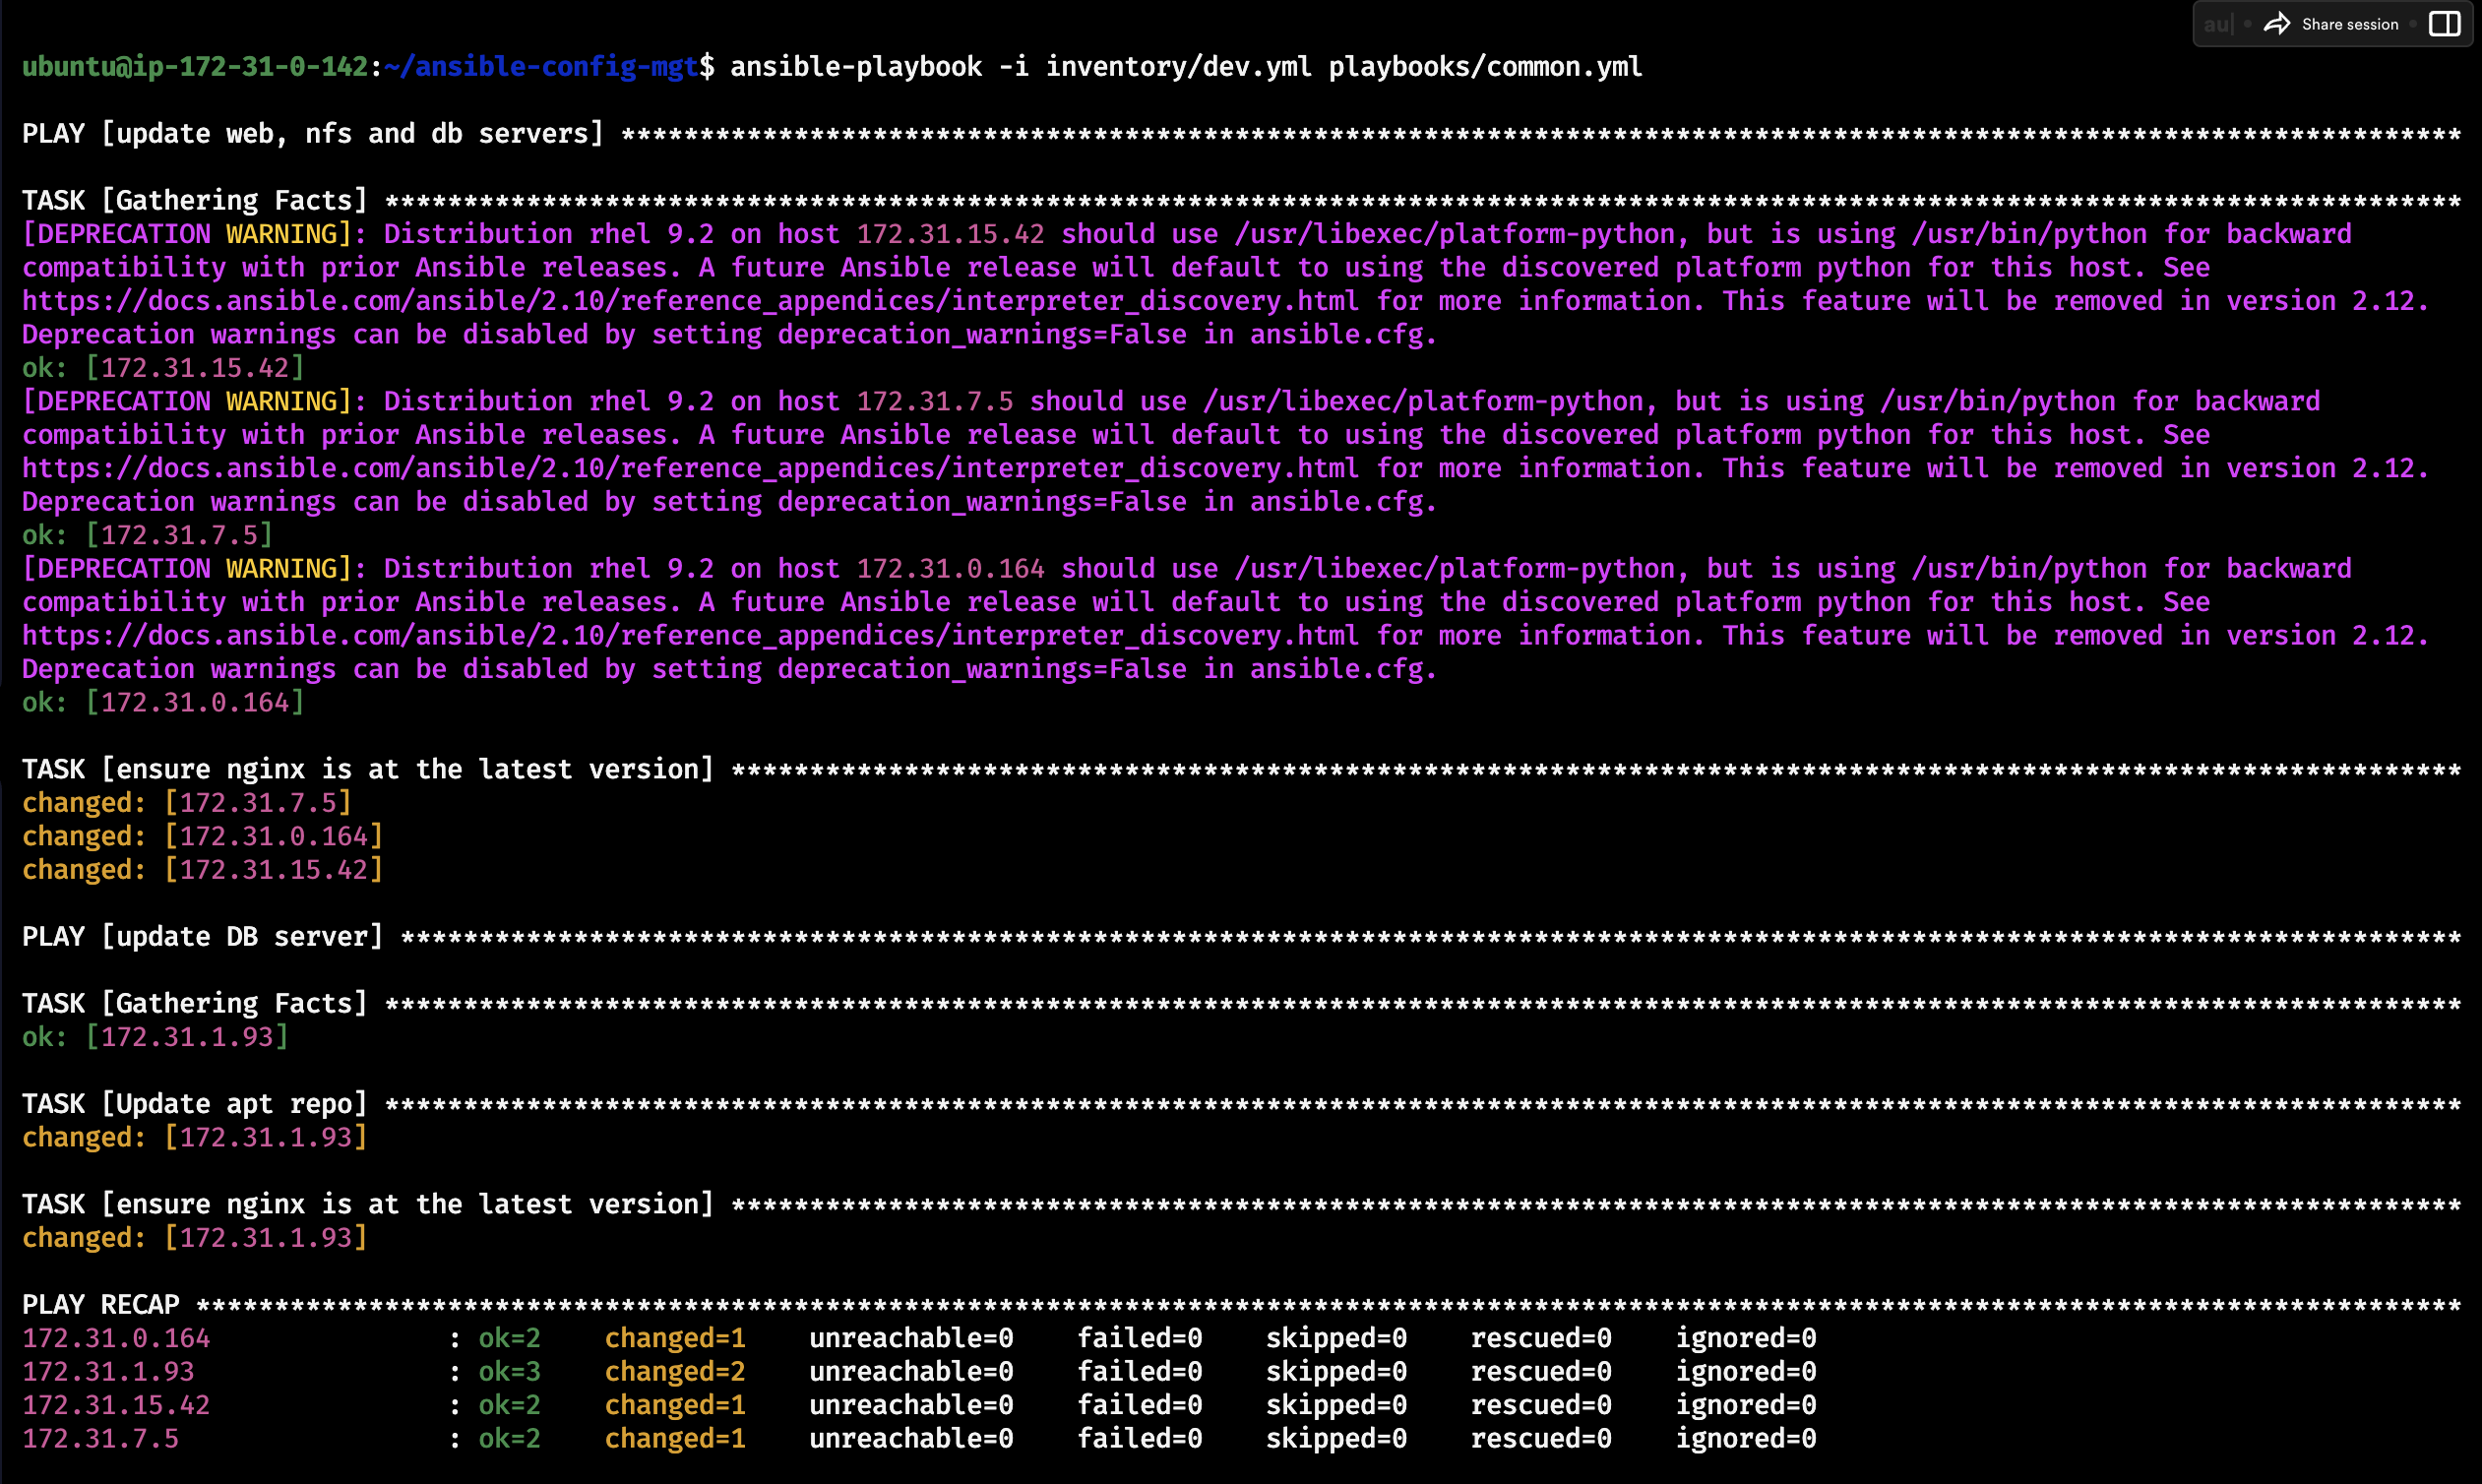 au
Share session
ubuntu@ip-172-31-0-142:~/ansible-config-mgt$ ansible-playbook -i inventory/dev.yml playbooks/common.yml
PLAY [update web, nfs and db servers] *********************************************************************************************************************
TASK [Gathering Facts] ************************************************************************************************************************************
[DEPRECATION WARNING]: Distribution rhel 9.2 on host 172.31.15.42 should use /usr/libexec/platform-python, but is using /usr/bin/python for backward
compatibility with prior Ansible releases. A future Ansible release will default to using the discovered platform python for this host. See
https://docs.ansible.com/ansible/2.10/reference_appendices/interpreter_discovery.html for more information. This feature will be removed in version 2.12.
Deprecation warnings can be disabled by setting deprecation_warnings=False in ansible.cfg.
ok: [172.31.15.42]
[DEPRECATION WARNING]: Distribution rhel 9.2 on host 172.31.7.5 should use /usr/libexec/platform-python, but is using /usr/bin/python for backward
compatibility with prior Ansible releases. A future Ansible release will default to using the discovered platform python for this host. See
https://docs.ansible.com/ansible/2.10/reference_appendices/interpreter_discovery.html for more information. This feature will be removed in version 2.12.
Deprecation warnings can be disabled by setting deprecation_warnings=False in ansible.cfg.
ok: [172.31.7.5]
[DEPRECATION WARNING]: Distribution rhel 9.2 on host 172.31.0.164 should use /usr/libexec/platform-python, but is using /usr/bin/python for backward
compatibility with prior Ansible releases. A future Ansible release will default to using the discovered platform python for this host. See
https://docs.ansible.com/ansible/2.10/reference_appendices/interpreter_discovery.html for more information. This feature will be removed in version 2.12.
Deprecation warnings can be disabled by setting deprecation_warnings=False in ansible.cfg.
ok: [172.31.0.164]
TASK [ensure nginx is at the latest version] **************************************************************************************************************
changed: [172.31.7.5]
changed: [172.31.0.164]
changed: [172.31.15.42]
PLAY [update DB server] ***********************************************************************************************************************************
TASK [Gathering Facts] ************************************************************************************************************************************
ok: [172.31.1.93]
TASK [Update apt repo] ************************************************************************************************************************************
changed: [172.31.1.93]
TASK [ensure nginx is at the latest version] **************************************************************************************************************
changed: [172.31.1.93]
PLAY RECAP ************************************************************************************************************************************************
172.31.0.164               : ok=2    changed=1    unreachable=0    failed=0    skipped=0    rescued=0    ignored=0
172.31.1.93                : ok=3    changed=2    unreachable=0    failed=0    skipped=0    rescued=0    ignored=0
172.31.15.42               : ok=2    changed=1    unreachable=0    failed=0    skipped=0    rescued=0    ignored=0
172.31.7.5                 : ok=2    changed=1    unreachable=0    failed=0    skipped=0    rescued=0    ignored=0